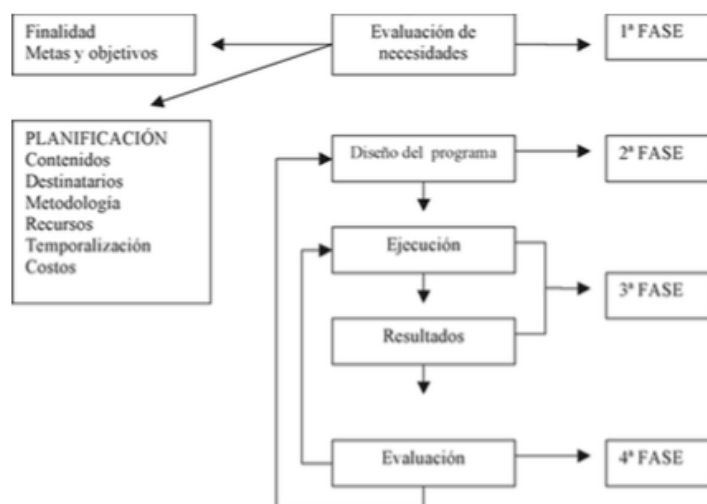 Finalidad
Metas y objetivos
Evaluación de
necesidades
1ª FASE
PLANIFICACIÓN
Contenidos
Destinatarios
Metodología
Recursos
Temporalización
Costos
Diseño del programa
2ª FASE
Ejecución
3ª FASE
Resultados
Evaluación
4ª FASE